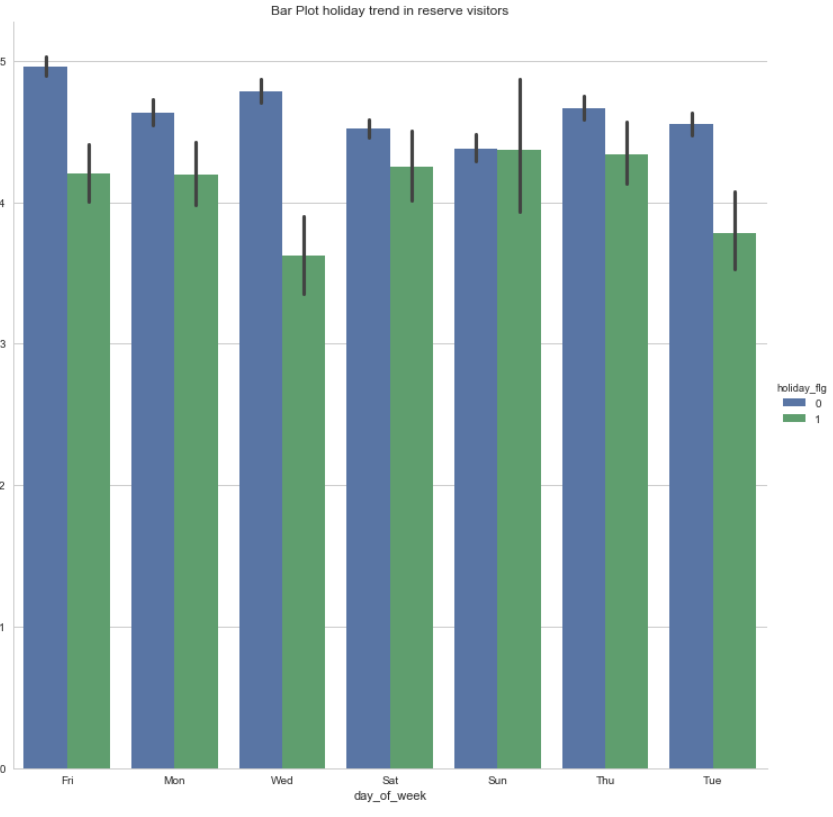 Bar Plot holiday trend in reserve visitors
5
4
3
2
1
0
holiday_flg
0
1
Fri Mon Wed Sat Sun Thu Tue
day_of_week